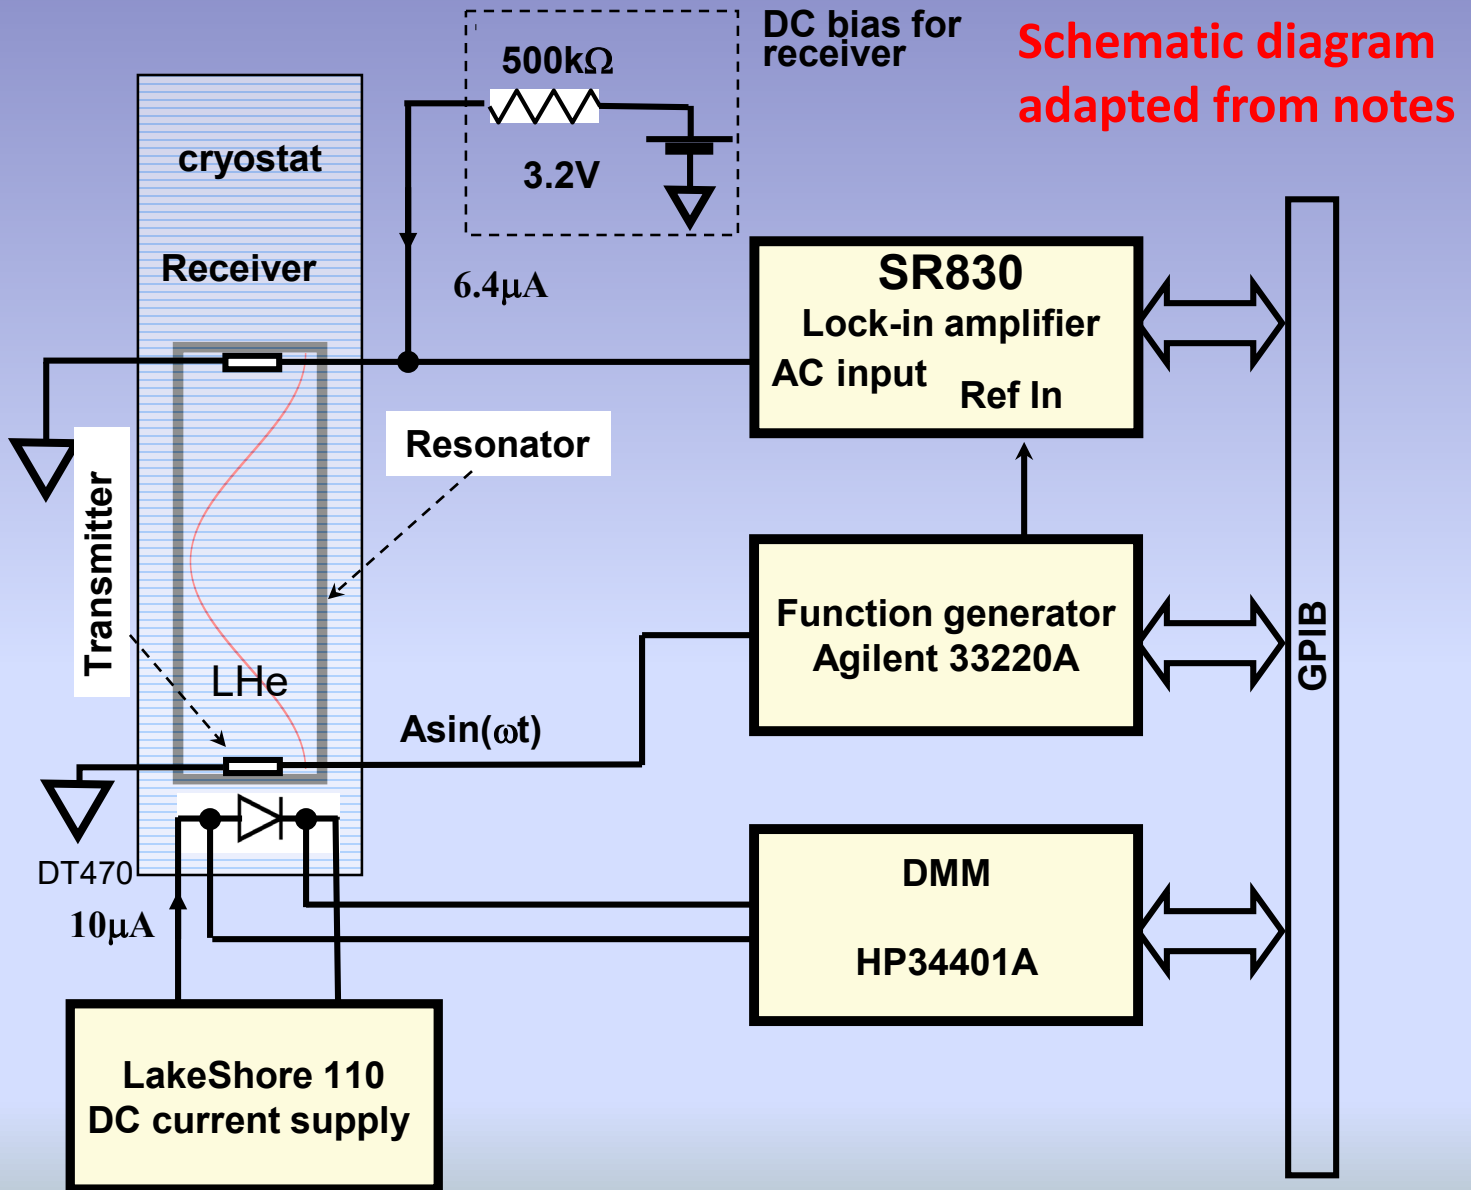 DC bias for
receiver
Schematic diagram
adapted from notes
500kΩ
3.2V
cryostat
Receiver
6.4μA
SR830
Lock-in amplifier
AC input
Ref In
Resonator
Transmitter
LHe
Function generator
Agilent 33220A
GPIB
Asin(ωt)
DT470
10μA
DMM
HP34401A
LakeShore 110
DC current supply